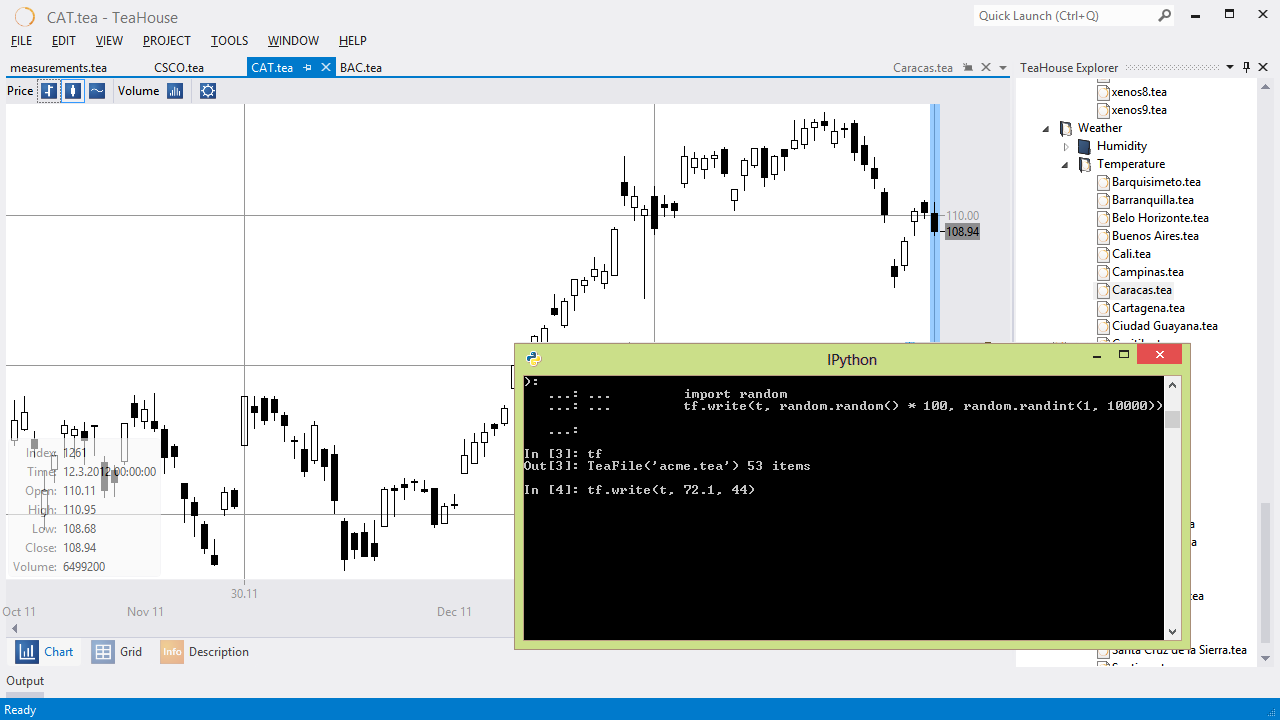 CAT.tea - TeaHouse
Quick Launch (Ctrl+Q)
FILE EDIT VIEW PROJECT TOOLS WINDOW HELP
measurements.tea CSCO.tea CAT.tea BAC.tea Caracas.tea
Price Volume
110.00
108.94
Index: 1261
Time: 12.3.2012 00:00:00
Open: 110.11
High: 110.95
Low: 108.68
Close: 108.94
Volume: 6499200
30.11
Oct 11 Nov 11 Dec 11
Chart Grid Info Description
Output
Ready
TeaHouse Explorer
xenos8.tea
xenos9.tea
Weather
Humidity
Temperature
Barquisimeto.tea
Barranquilla.tea
Belo Horizonte.tea
Buenos Aires.tea
Cali.tea
Campinas.tea
Caracas.tea
Cartagena.tea
Ciudad Guayana.tea
Santa Cruz de la Sierra.tea
IPython
):
...: ... import random
...: ... tf.write(t, random.random() * 100, random.randint(1, 10000))
...:
In [3]: tf
Out[3]: TeaFile('acme.tea') 53 items
In [4]: tf.write(t, 72.1, 44)